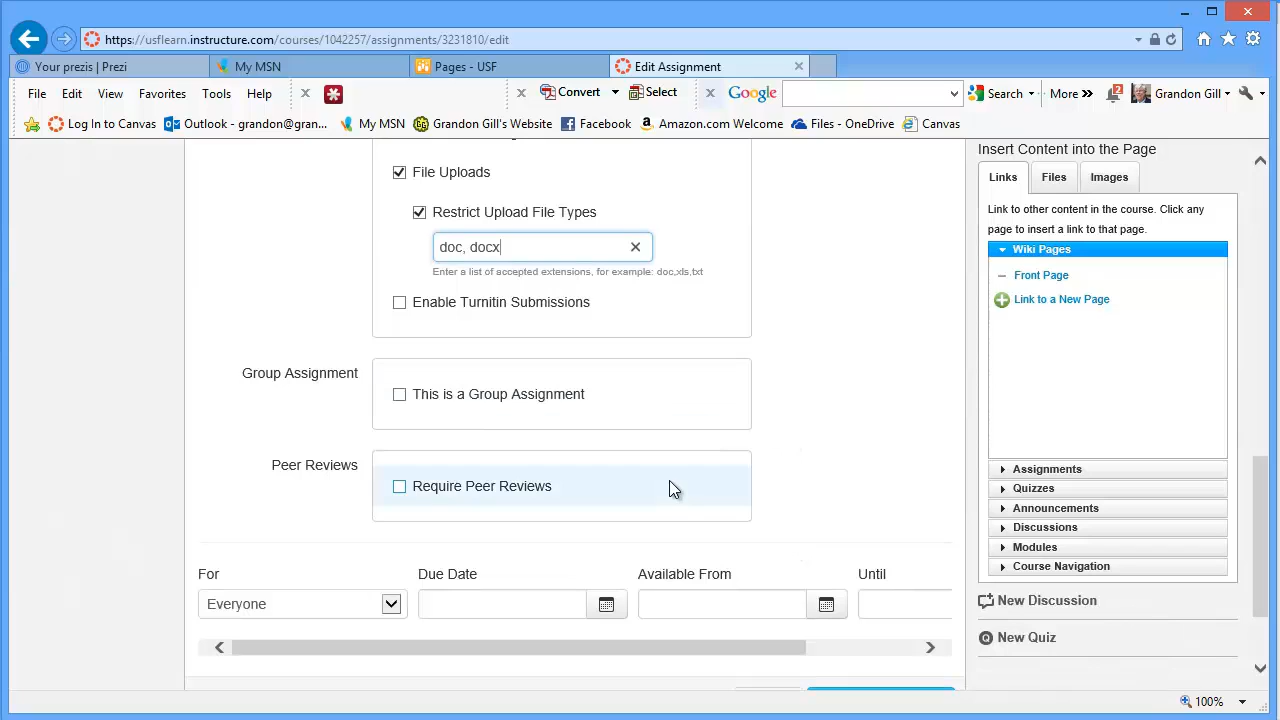 https://usflearn.instructure.com/courses/1042257/assignments/3231810/edit
Your prezis | Prezi
My MSN
Pages - USF
Edit Assignment
File Edit View Favorites Tools Help
Convert
Select
Google
Search
More
2
Grandon Gill
Log In to Canvas
Outlook - grandon@gran...
My MSN
Grandon Gill's Website
Facebook
Amazon.com Welcome
Files - OneDrive
Canvas
File Uploads
Restrict Upload File Types
doc, docx
Enter a list of accepted extensions, for example: doc,xls,txt
Enable Turnitin Submissions
Group Assignment
This is a Group Assignment
Peer Reviews
Require Peer Reviews
For
Due Date
Available From
Until
Everyone
Insert Content into the Page
Links
Files
Images
Link to other content in the course. Click any
page to insert a link to that page.
Wiki Pages
Front Page
Link to a New Page
Assignments
Quizzes
Announcements
Discussions
Modules
Course Navigation
New Discussion
New Quiz
100%